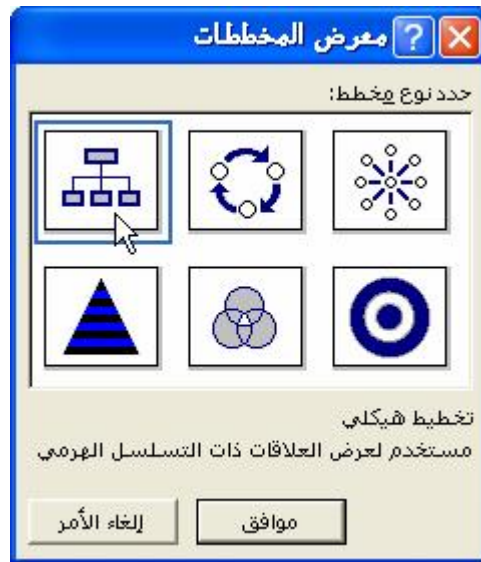 معرض المخططات
حدد نوع مخطط:
تخطيط هيكلي
مستخدم لعرض العلاقات ذات التسلسل الهرمي
موافق
إلغاء الأمر